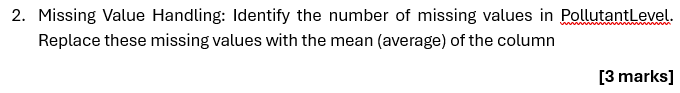 2. Missing Value Handling: Identify the number of missing values in PollutantLevel.
Replace these missing values with the mean (average) of the column
[3 marks]